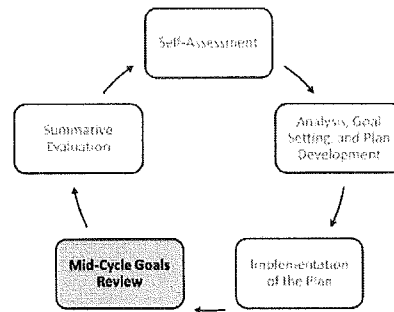 Self-Assessment
Analysis, Goal
Setting, and Plan
Development
Implementation
of the Plan
Mid-Cycle Goals
Review
Summative
Evaluation